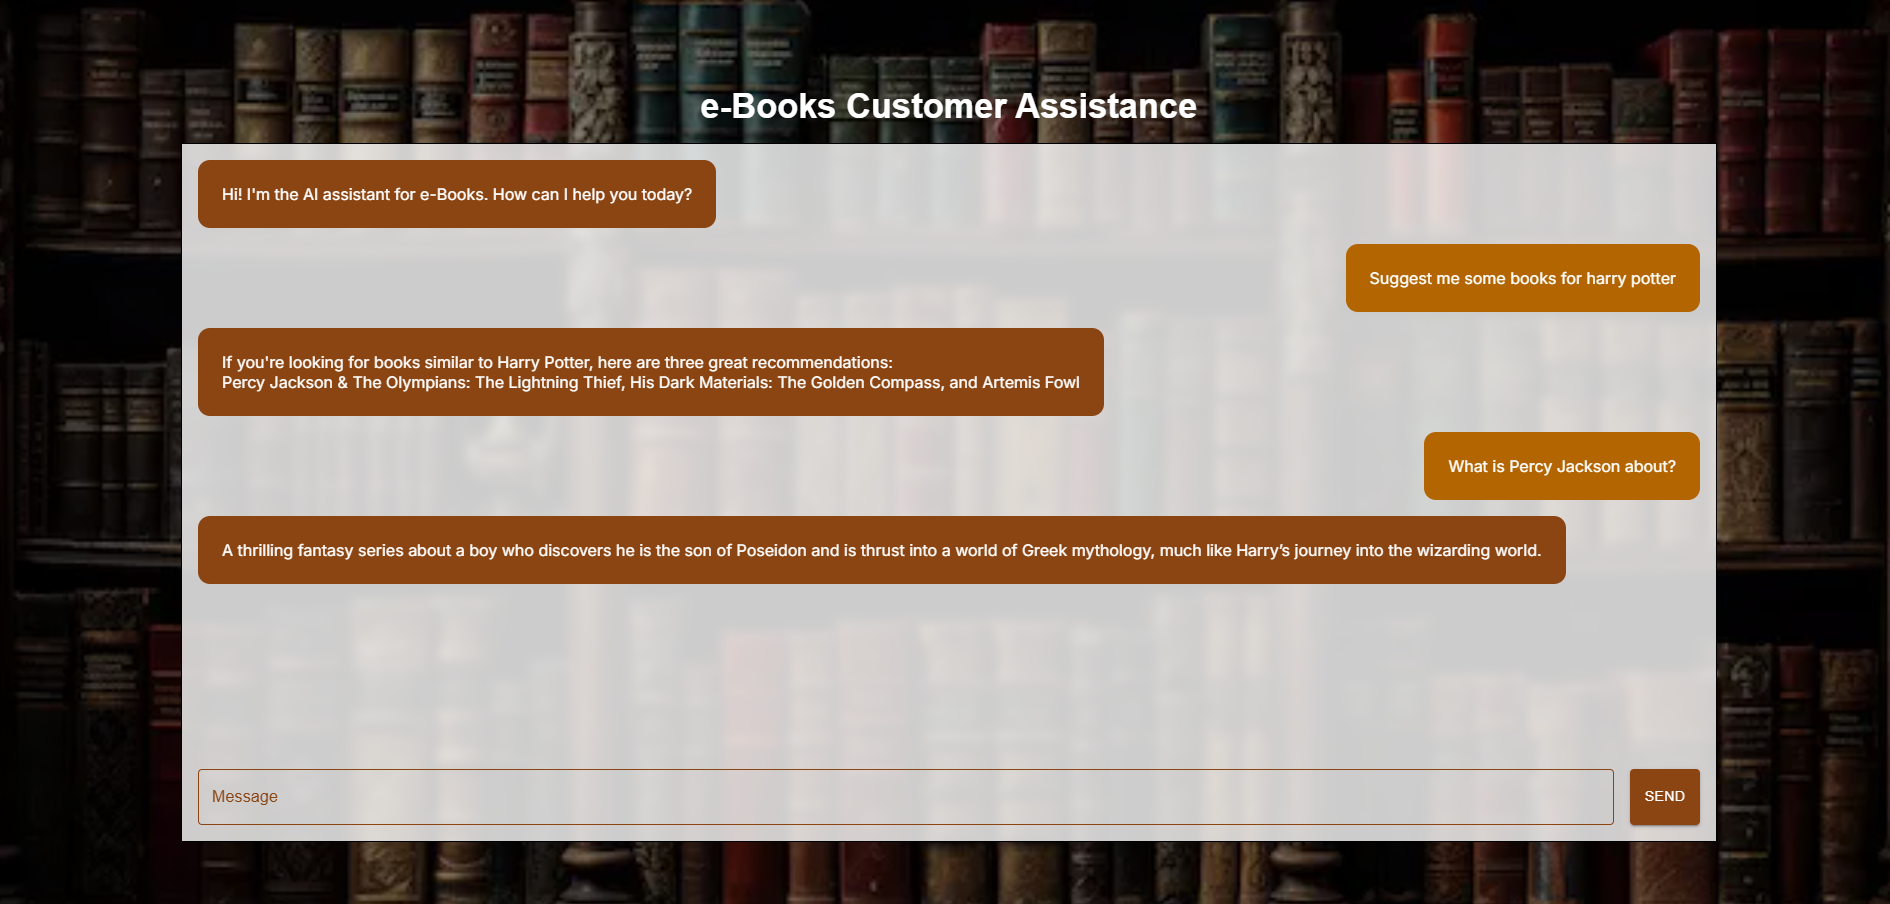 e-Books Customer Assistance
Hi! I'm the AI assistant for e-Books. How can I help you today?
Suggest me some books for harry potter
If you're looking for books similar to Harry Potter, here are three great recommendations:
Percy Jackson & The Olympians: The Lightning Thief, His Dark Materials: The Golden Compass, and Artemis Fowl
What is Percy Jackson about?
A thrilling fantasy series about a boy who discovers he is the son of Poseidon and is thrust into a world of Greek mythology, much like Harry’s journey into the wizarding world.
Message
SEND